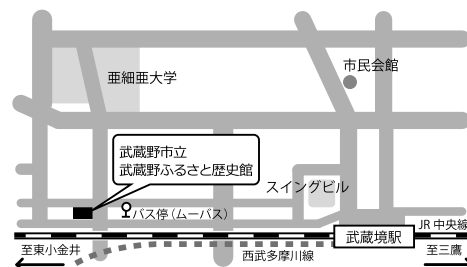 市民会館
亜細亜大学
武蔵野市立
武蔵野ふるさと歴史館
スイングビル
バス停(ムーバス)
JR 中央線
武蔵境駅
至東小金井
西武多摩川線
至三鷹